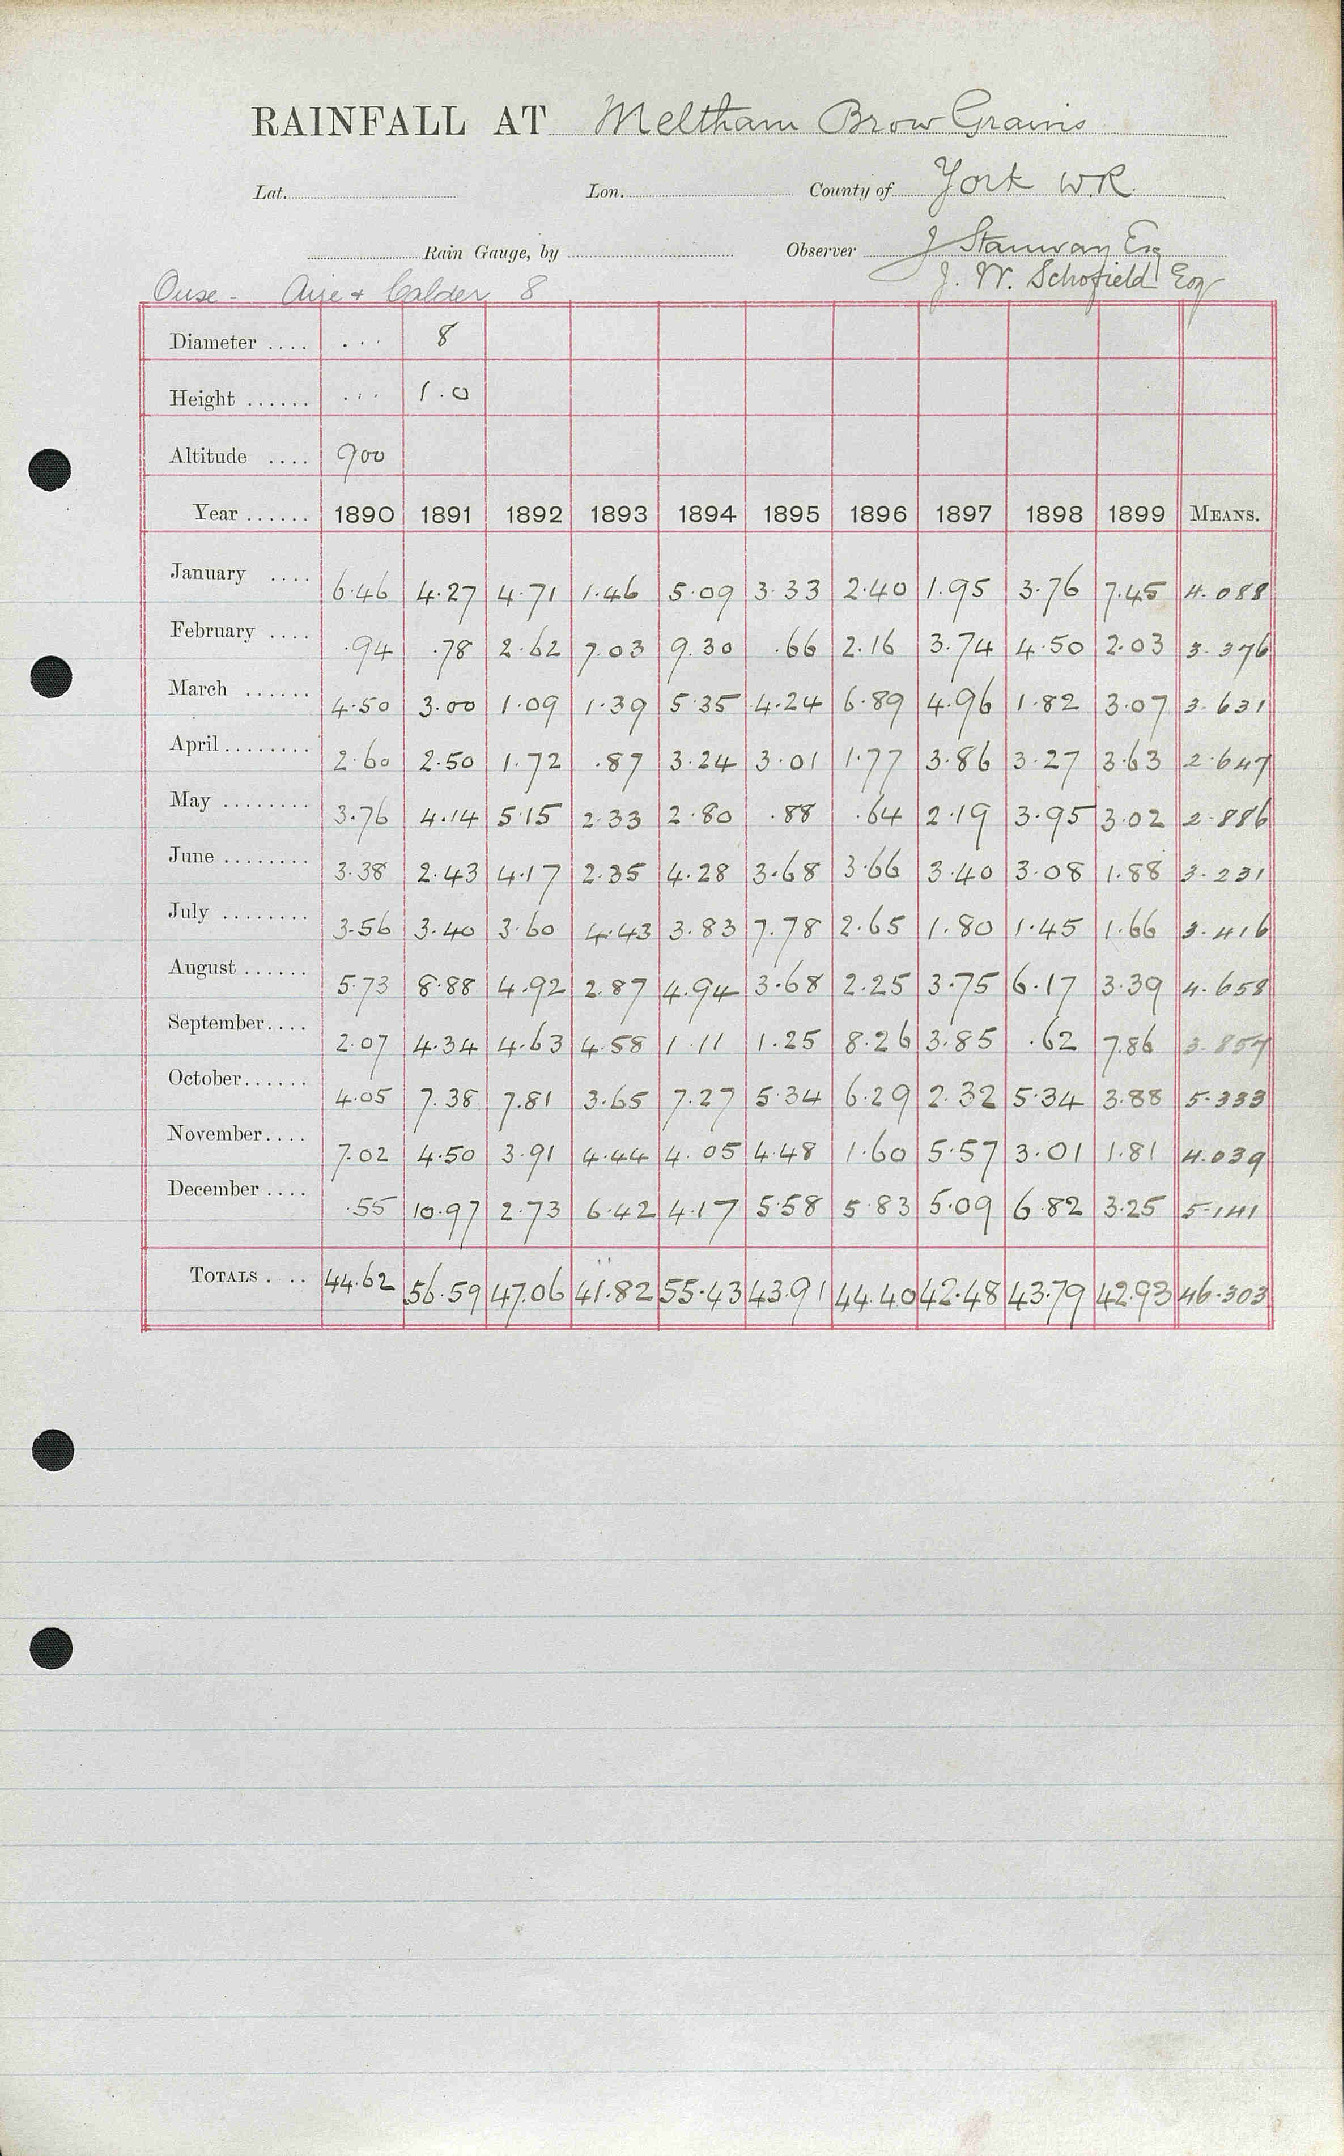 RAINFALL AT Meltham Brow Grains
Lat. Lon. County of York W.R
Rain Gauge, by Observer J Stanway Esq
J. W. Schofield Esq
Ouse - Aire + Calder 8
Diameter .... ... 8
Height ...... ... 1.0
Altitude .... 900
Year ...... 1890 1891 1892 1893 1894 1895 1896 1897 1898 1899 MEANS.
January .... 6.46 4.27 4.71 1.46 5.09 3.33 2.40 1.95 3.76 7.45 4.088
February .... .94 .78 2.62 7.03 9.30 .66 2.16 3.74 4.50 2.03 3.376
March ...... 4.50 3.00 1.09 1.39 5.35 4.24 6.89 4.96 1.82 3.07 3.631
April ........ 2.60 2.50 1.72 .87 3.24 3.01 1.77 3.86 3.27 3.63 2.647
May ........ 3.76 4.14 5.15 2.33 2.80 .88 .64 2.19 3.95 3.02 2.886
June ........ 3.38 2.43 4.17 2.35 4.28 3.68 3.66 3.40 3.08 1.88 3.231
July ........ 3.56 3.40 3.60 4.43 3.83 7.78 2.65 1.80 1.45 1.66 3.416
August ...... 5.73 8.88 4.92 2.87 4.94 3.68 2.25 3.75 6.17 3.39 4.658
September.... 2.07 4.34 4.63 4.58 1.11 1.25 8.26 3.85 .62 7.86 3.857
October...... 4.05 7.38 7.81 3.65 7.27 5.34 6.29 2.32 5.34 3.88 5.333
November.... 7.02 4.50 3.91 4.44 4.05 4.48 1.60 5.57 3.01 1.81 4.039
December .... .55 10.97 2.73 6.42 4.17 5.58 5.83 5.09 6.82 3.25 5.141
TOTALS . .. 44.62 56.59 47.06 41.82 55.43 43.91 44.40 42.48 43.79 42.93 46.303